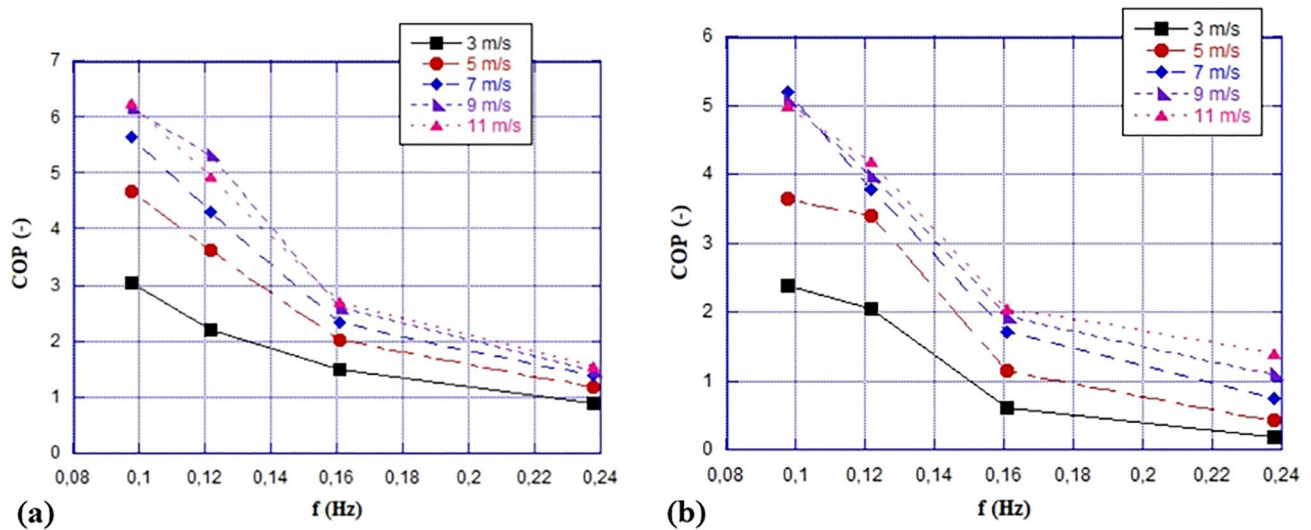 3 m/s
5 m/s
7 m/s
9 m/s
11 m/s
7
6
5
4
3
2
1
0
COP (-)
0,08 0,1 0,12 0,14 0,16 0,18 0,2 0,22 0,24
f (Hz)
(a)
3 m/s
5 m/s
7 m/s
9 m/s
11 m/s
6
5
4
3
2
1
0
COP (-)
0,08 0,1 0,12 0,14 0,16 0,18 0,2 0,22 0,24
f (Hz)
(b)